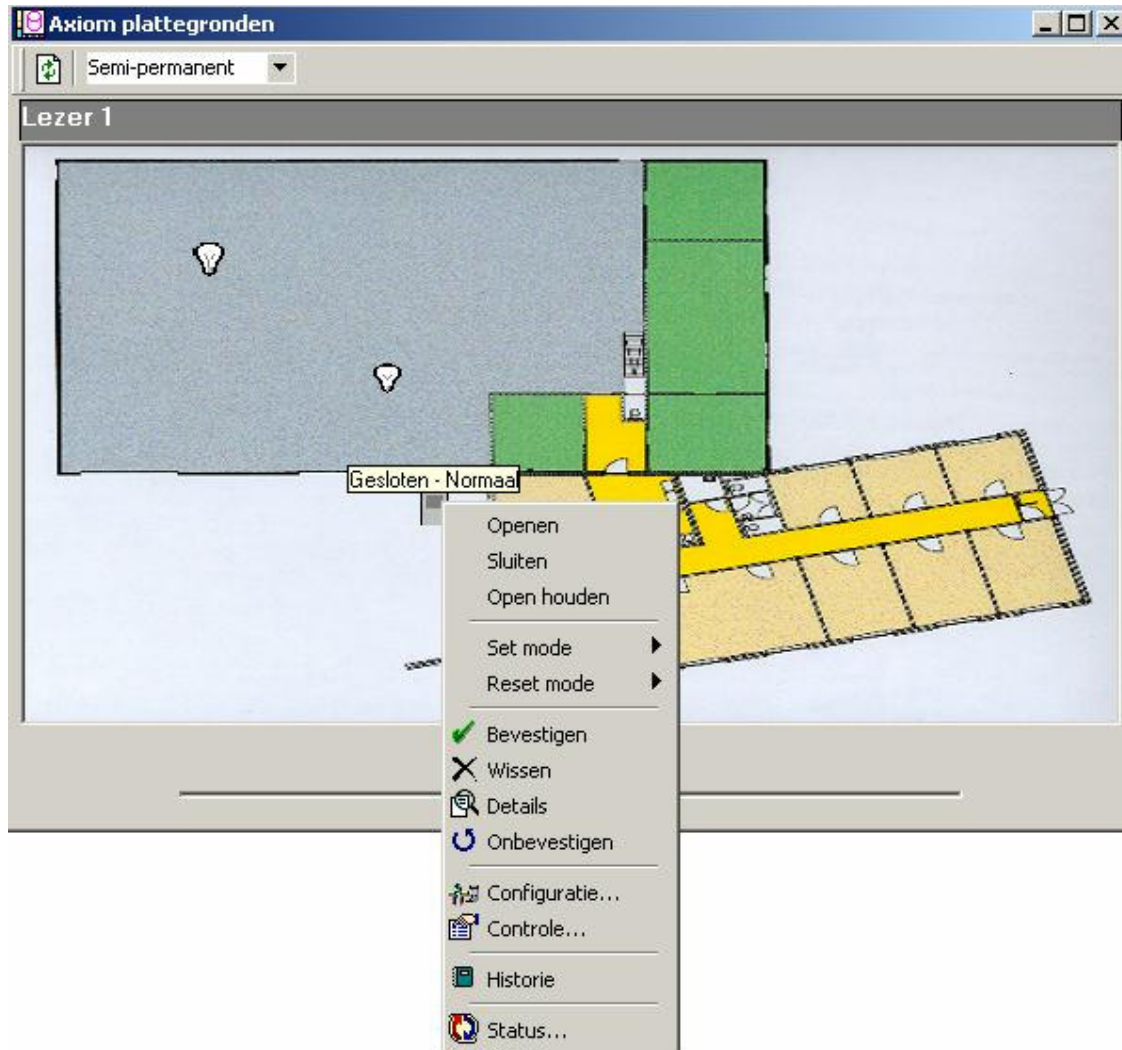 Axiom plattegronden
Semi-permanent
Lezer 1
Gesloten - Normaal
Openen
Sluiten
Open houden
Set mode
Reset mode
Bevestigen
Wissen
Details
Onbevestigen
Configuratie...
Controle...
Historie
Status...